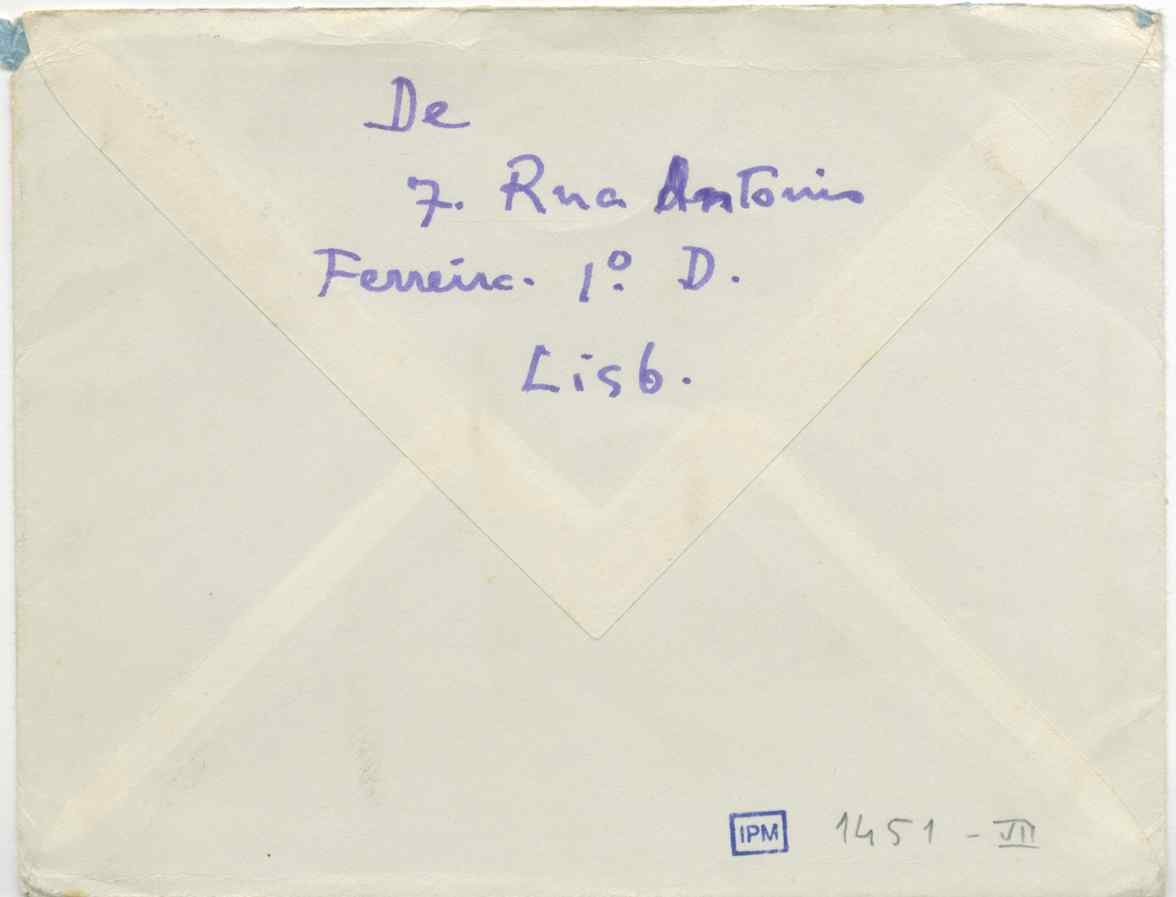 De
7. Rua Antonio
Ferreira. 1º D.
Lisb.
IPM 1451 - VII